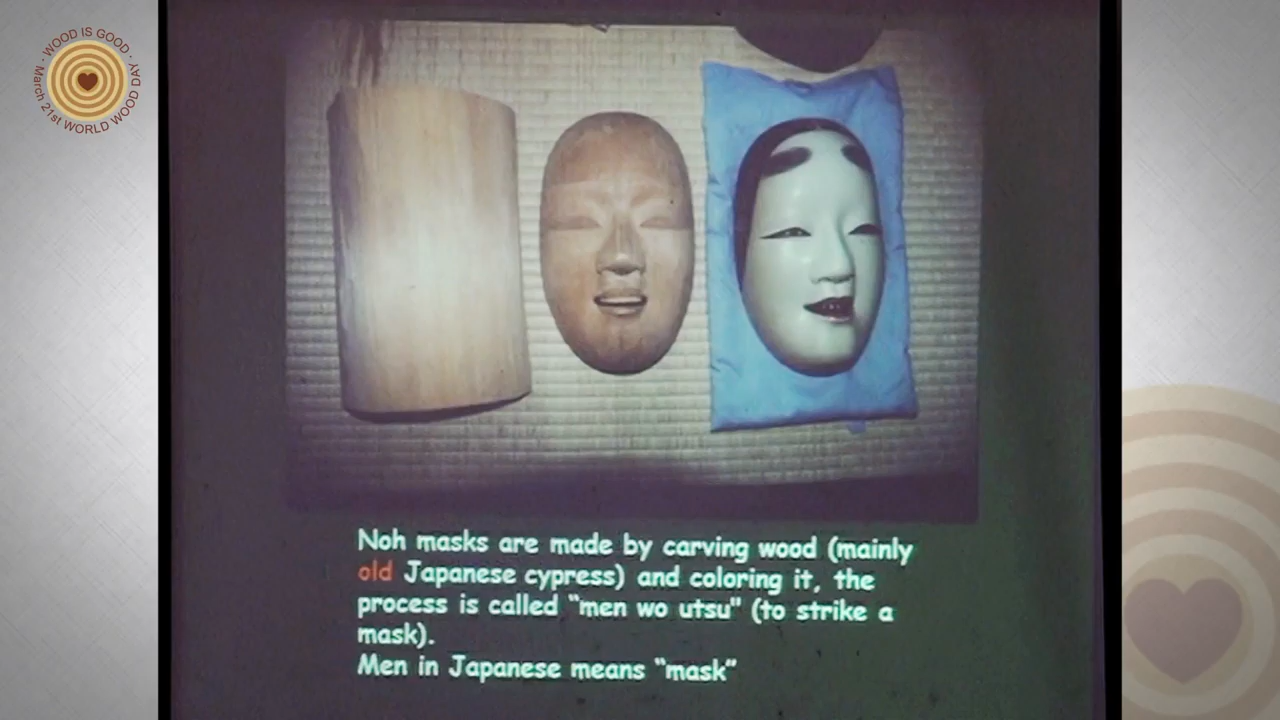 WOOD IS GOOD · March 21st WORLD WOOD DAY ·
Noh masks are made by carving wood (mainly
old Japanese cypress) and coloring it, the
process is called "men wo utsu" (to strike a
mask).
Men in Japanese means "mask"